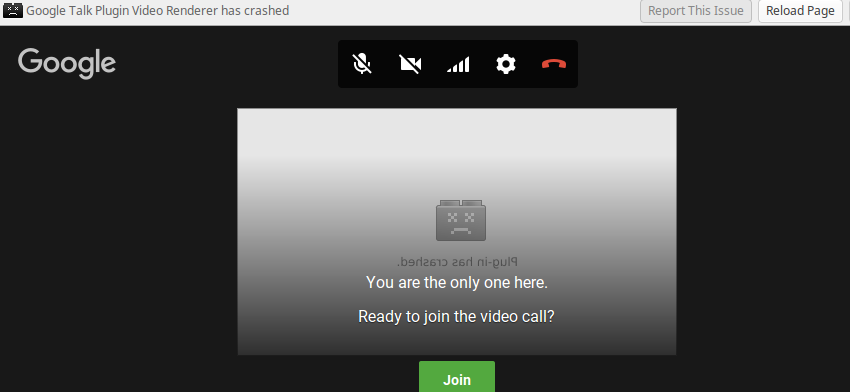 Google Talk Plugin Video Renderer has crashed
Report This Issue
Reload Page
Google
Plug-in has crashed.
You are the only one here.
Ready to join the video call?
Join